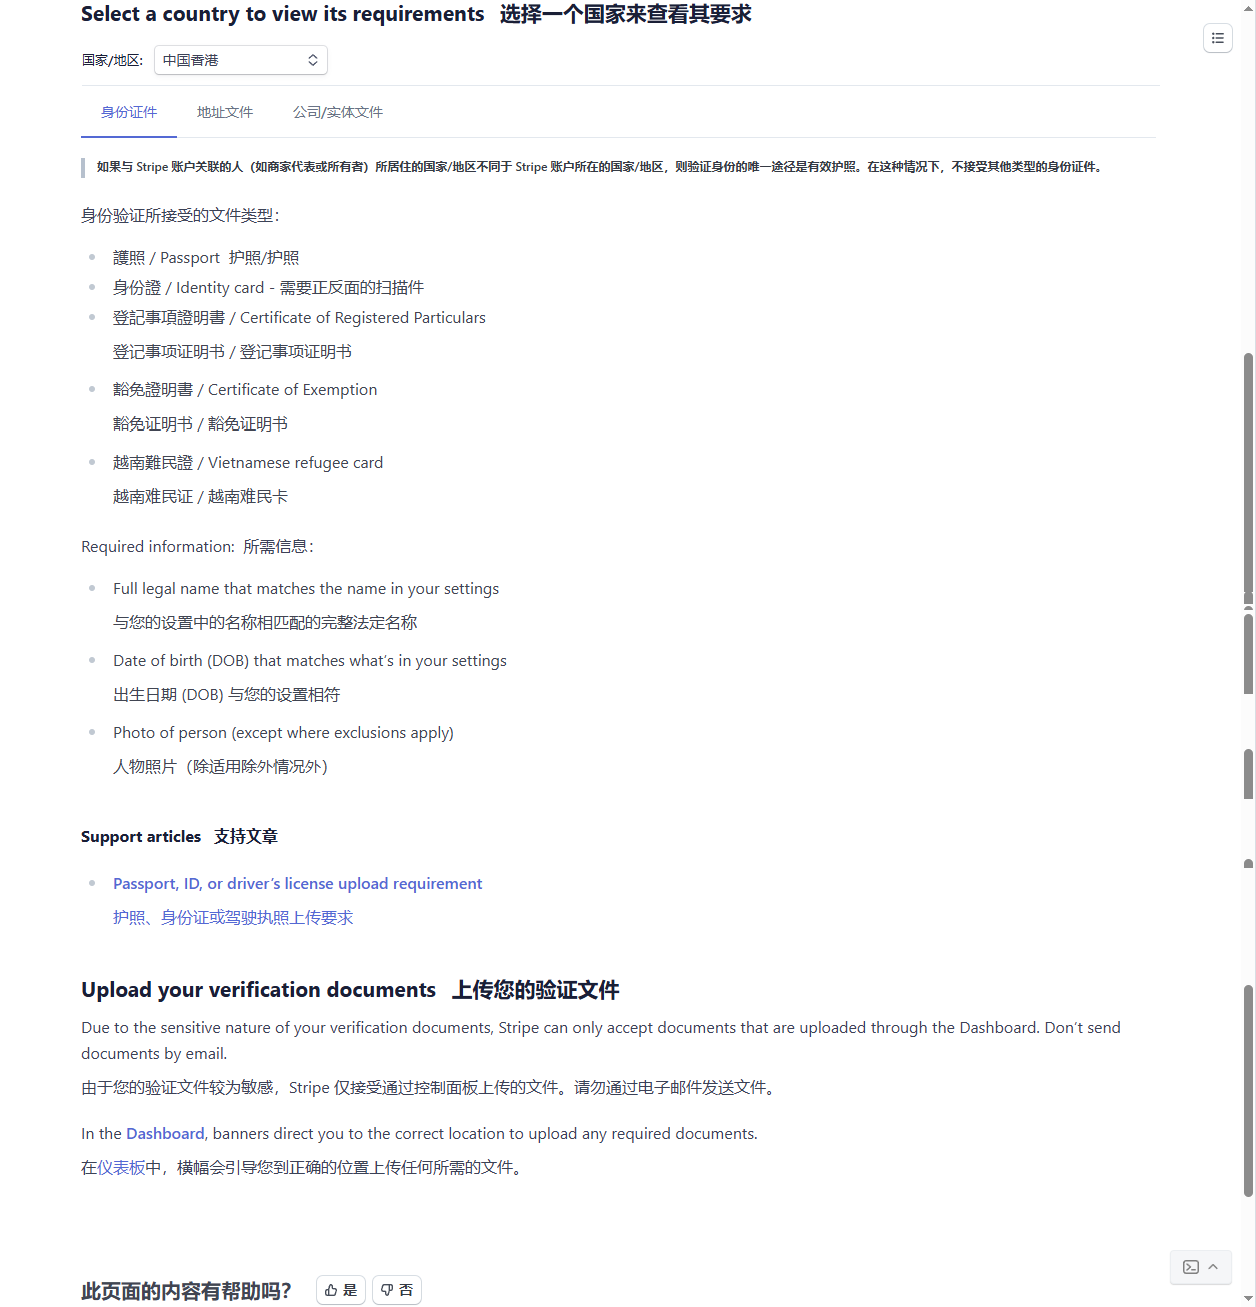 Select a country to view its requirements 选择一个国家来查看其要求
国家/地区: 中国香港
身份证件 地址文件 公司/实体文件
如果与 Stripe 账户关联的人（如商家代表或所有者）所居住的国家/地区不同于 Stripe 账户所在的国家/地区，则验证身份的唯一途径是有效护照。在这种情况下，不接受其他类型的身份证件。
身份验证所接受的文件类型：
護照 / Passport 护照/护照
身份證 / Identity card - 需要正反面的扫描件
登記事項證明書 / Certificate of Registered Particulars
登记事项证明书 / 登记事项证明书
豁免證明書 / Certificate of Exemption
豁免证明书 / 豁免证明书
越南難民證 / Vietnamese refugee card
越南难民证 / 越南难民卡
Required information: 所需信息：
Full legal name that matches the name in your settings
与您的设置中的名称相匹配的完整法定名称
Date of birth (DOB) that matches what’s in your settings
出生日期 (DOB) 与您的设置相符
Photo of person (except where exclusions apply)
人物照片（除适用除外情况外）
Support articles 支持文章
Passport, ID, or driver’s license upload requirement
护照、身份证或驾驶执照上传要求
Upload your verification documents 上传您的验证文件
Due to the sensitive nature of your verification documents, Stripe can only accept documents that are uploaded through the Dashboard. Don’t send
documents by email.
由于您的验证文件较为敏感，Stripe 仅接受通过控制面板上传的文件。请勿通过电子邮件发送文件。
In the Dashboard, banners direct you to the correct location to upload any required documents.
在仪表板中，横幅会引导您到正确的位置上传任何所需的文件。
此页面的内容有帮助吗？ 是 否